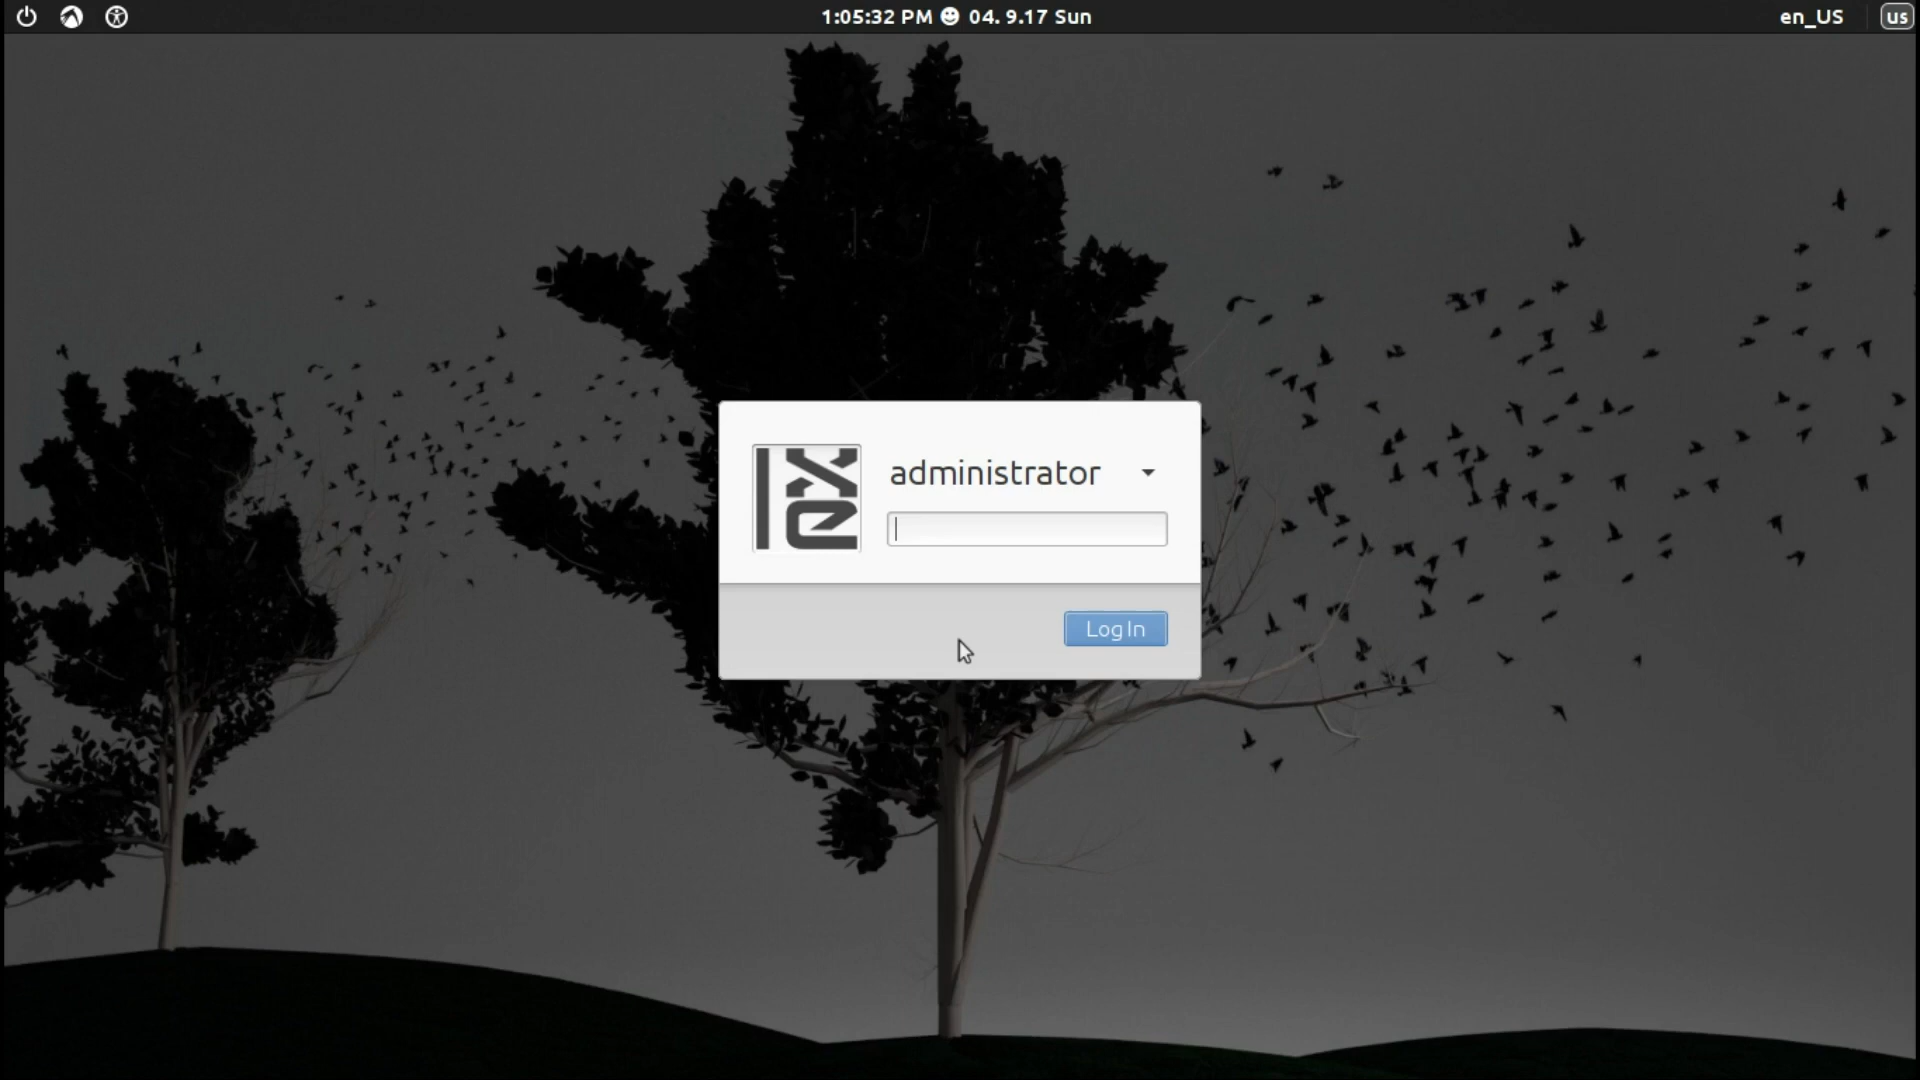 1:05:32 PM ☻ 04. 9.17 Sun
en_US
us
administrator
Log In